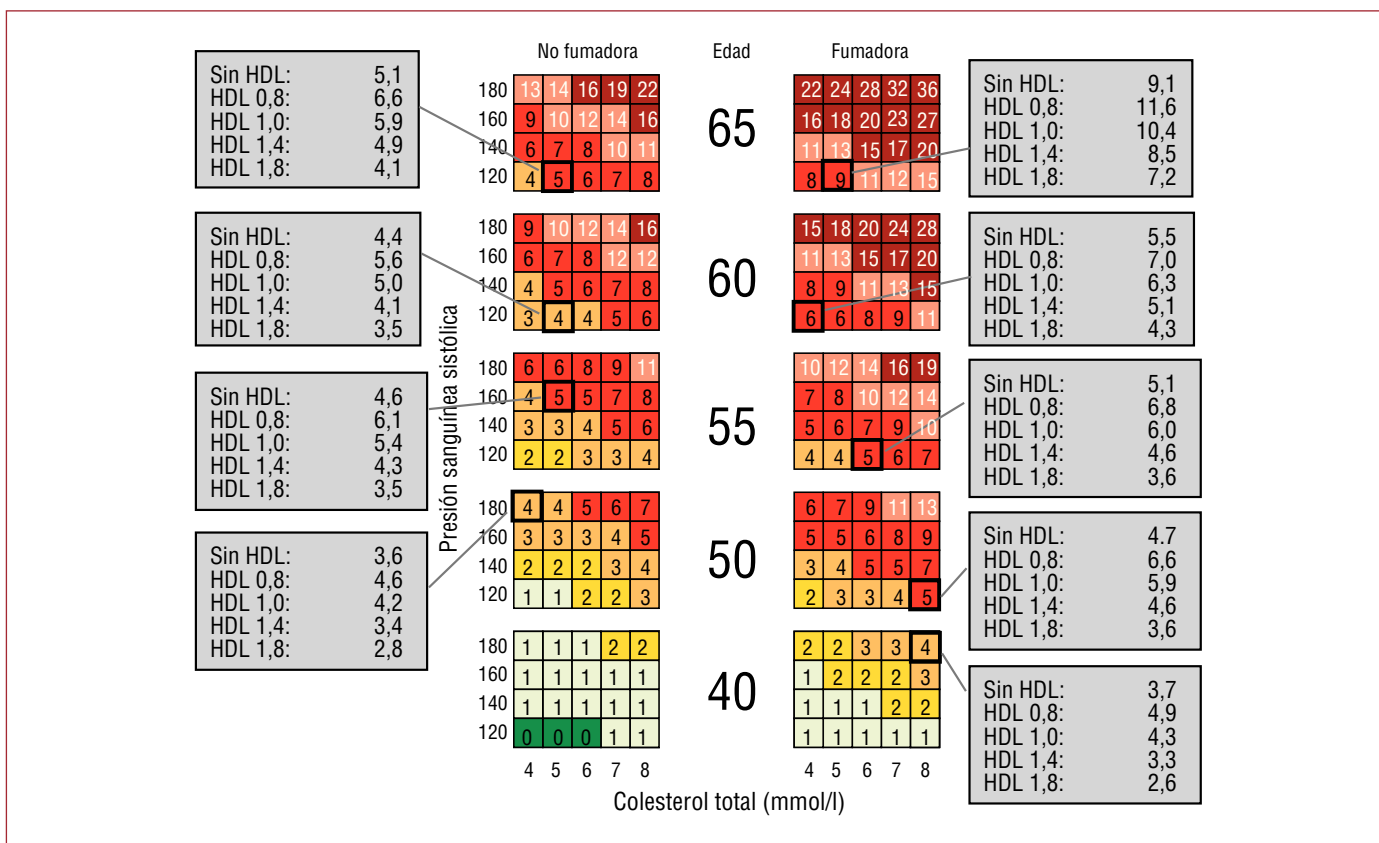 No fumadora Edad Fumadora
Sin HDL: 5,1
HDL 0,8: 6,6
HDL 1,0: 5,9
HDL 1,4: 4,9
HDL 1,8: 4,1
180 13 14 16 19 22
160 9 10 12 14 16
140 6 7 8 10 11
120 4 5 6 7 8
65
22 24 28 32 36
16 18 20 23 27
11 13 15 17 20
8 9 11 12 15
Sin HDL: 9,1
HDL 0,8: 11,6
HDL 1,0: 10,4
HDL 1,4: 8,5
HDL 1,8: 7,2
Sin HDL: 4,4
HDL 0,8: 5,6
HDL 1,0: 5,0
HDL 1,4: 4,1
HDL 1,8: 3,5
180 9 10 12 14 16
160 6 7 8 12 12
140 4 5 6 7 8
120 3 4 4 5 6
60
15 18 20 24 28
11 13 15 17 20
8 9 11 13 15
6 6 8 9 11
Sin HDL: 5,5
HDL 0,8: 7,0
HDL 1,0: 6,3
HDL 1,4: 5,1
HDL 1,8: 4,3
Presión sanguínea sistólica
Sin HDL: 4,6
HDL 0,8: 6,1
HDL 1,0: 5,4
HDL 1,4: 4,3
HDL 1,8: 3,5
180 6 6 8 9 11
160 4 5 5 7 8
140 3 3 4 5 6
120 2 2 3 3 4
55
10 12 14 16 19
7 8 10 12 14
5 6 7 9 10
4 4 5 6 7
Sin HDL: 5,1
HDL 0,8: 6,8
HDL 1,0: 6,0
HDL 1,4: 4,6
HDL 1,8: 3,6
Sin HDL: 3,6
HDL 0,8: 4,6
HDL 1,0: 4,2
HDL 1,4: 3,4
HDL 1,8: 2,8
180 4 4 5 6 7
160 3 3 3 4 5
140 2 2 2 3 4
120 1 1 2 2 3
50
6 7 9 11 13
5 5 6 8 9
3 4 5 5 7
2 3 3 4 5
Sin HDL: 4.7
HDL 0,8: 6,6
HDL 1,0: 5,9
HDL 1,4: 4,6
HDL 1,8: 3,6
180 1 1 1 2 2
160 1 1 1 1 1
140 1 1 1 1 1
120 0 0 0 1 1
40
2 2 3 3 4
1 2 2 2 3
1 1 1 2 2
1 1 1 1 1
Sin HDL: 3,7
HDL 0,8: 4,9
HDL 1,0: 4,3
HDL 1,4: 3,3
HDL 1,8: 2,6
4 5 6 7 8
4 5 6 7 8
Colesterol total (mmol/l)